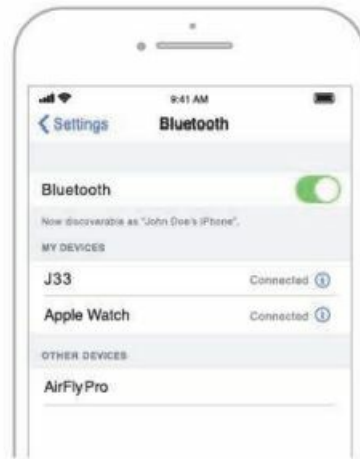 9:41 AM
Settings Bluetooth
Bluetooth
Now discoverable as "John Doe's iPhone".
MY DEVICES
J33 Connected
Apple Watch Connected
OTHER DEVICES
AirFly Pro